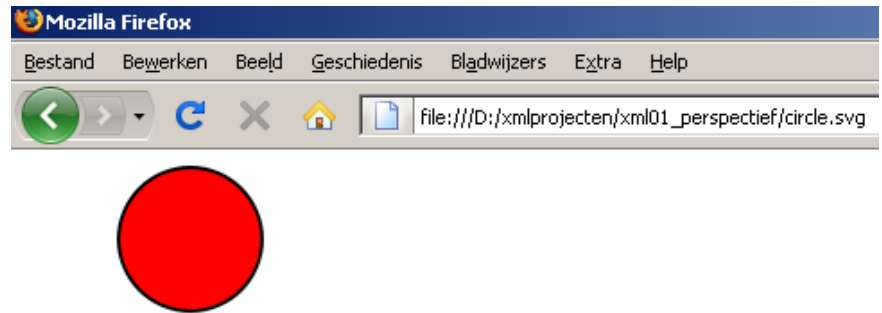 Mozilla Firefox
Bestand Bewerken Beeld Geschiedenis Bladwijzers Extra Help
file:///D:/xmlprojecten/xml01_perspectief/circle.svg